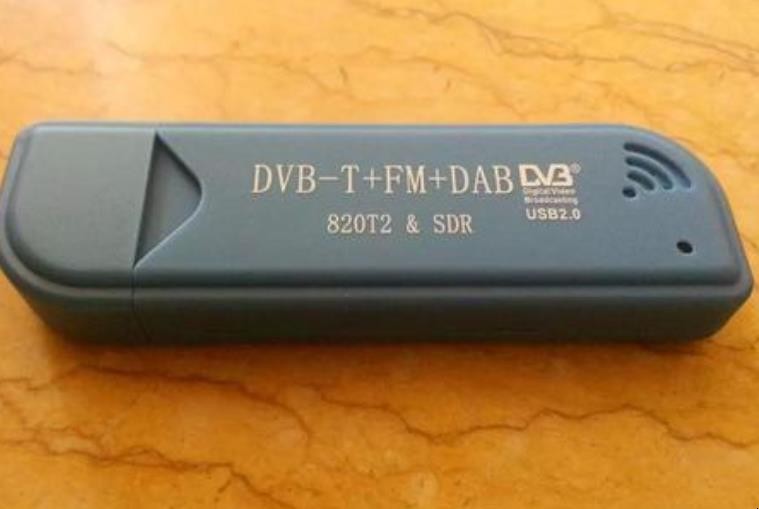 DVB-T+FM+DAB
820T2 & SDR
DVB®
Digital Video
Broadcasting
USB2.0